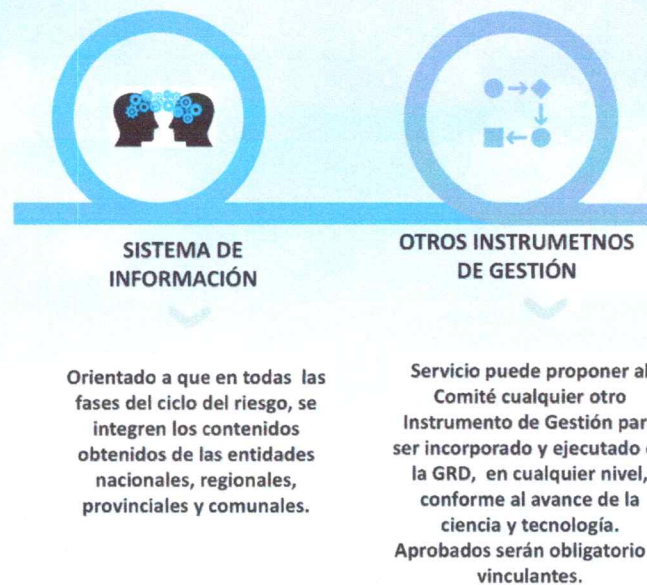 SISTEMA DE
INFORMACIÓN
Orientado a que en todas las
fases del ciclo del riesgo, se
integren los contenidos
obtenidos de las entidades
nacionales, regionales,
provinciales y comunales.
OTROS INSTRUMETNOS
DE GESTIÓN
Servicio puede proponer al
Comité cualquier otro
Instrumento de Gestión par
ser incorporado y ejecutado
la GRD, en cualquier nivel,
conforme al avance de la
ciencia y tecnología.
Aprobados serán obligatorio
vinculantes.